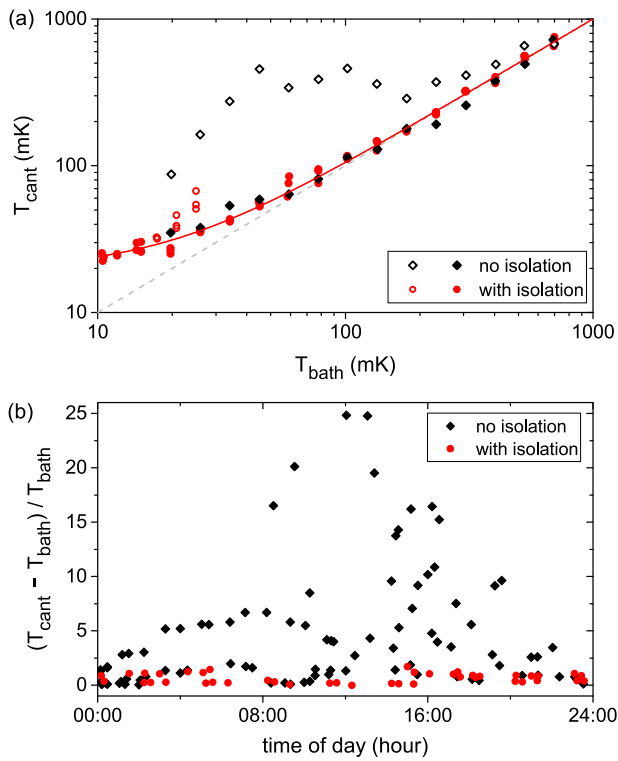 (a)
1000
100
10
T_cant (mK)
no isolation
with isolation
10
100
1000
T_bath (mK)
(b)
25
20
15
10
5
0
(T_cant - T_bath) / T_bath
no isolation
with isolation
00:00
08:00
16:00
24:00
time of day (hour)